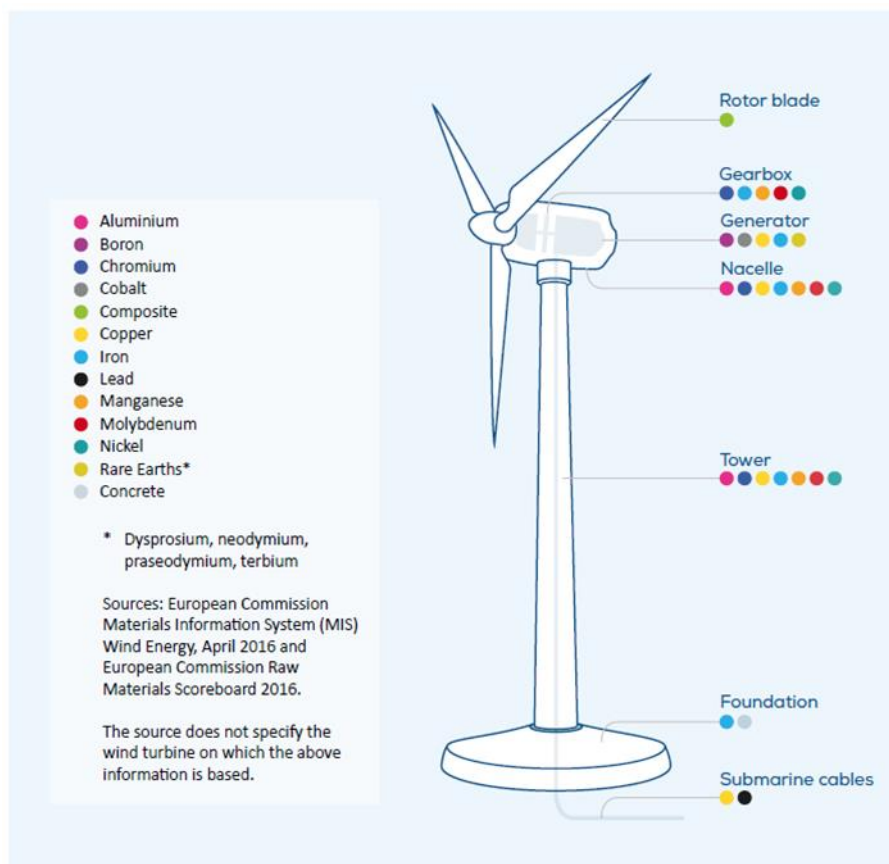 Rotor blade
Gearbox
Generator
Nacelle
Tower
Foundation
Submarine cables
Aluminium
Boron
Chromium
Cobalt
Composite
Copper
Iron
Lead
Manganese
Molybdenum
Nickel
Rare Earths*
Concrete
* Dysprosium, neodymium,
praseodymium, terbium
Sources: European Commission
Materials Information System (MIS)
Wind Energy, April 2016 and
European Commission Raw
Materials Scoreboard 2016.
The source does not specify the
wind turbine on which the above
information is based.